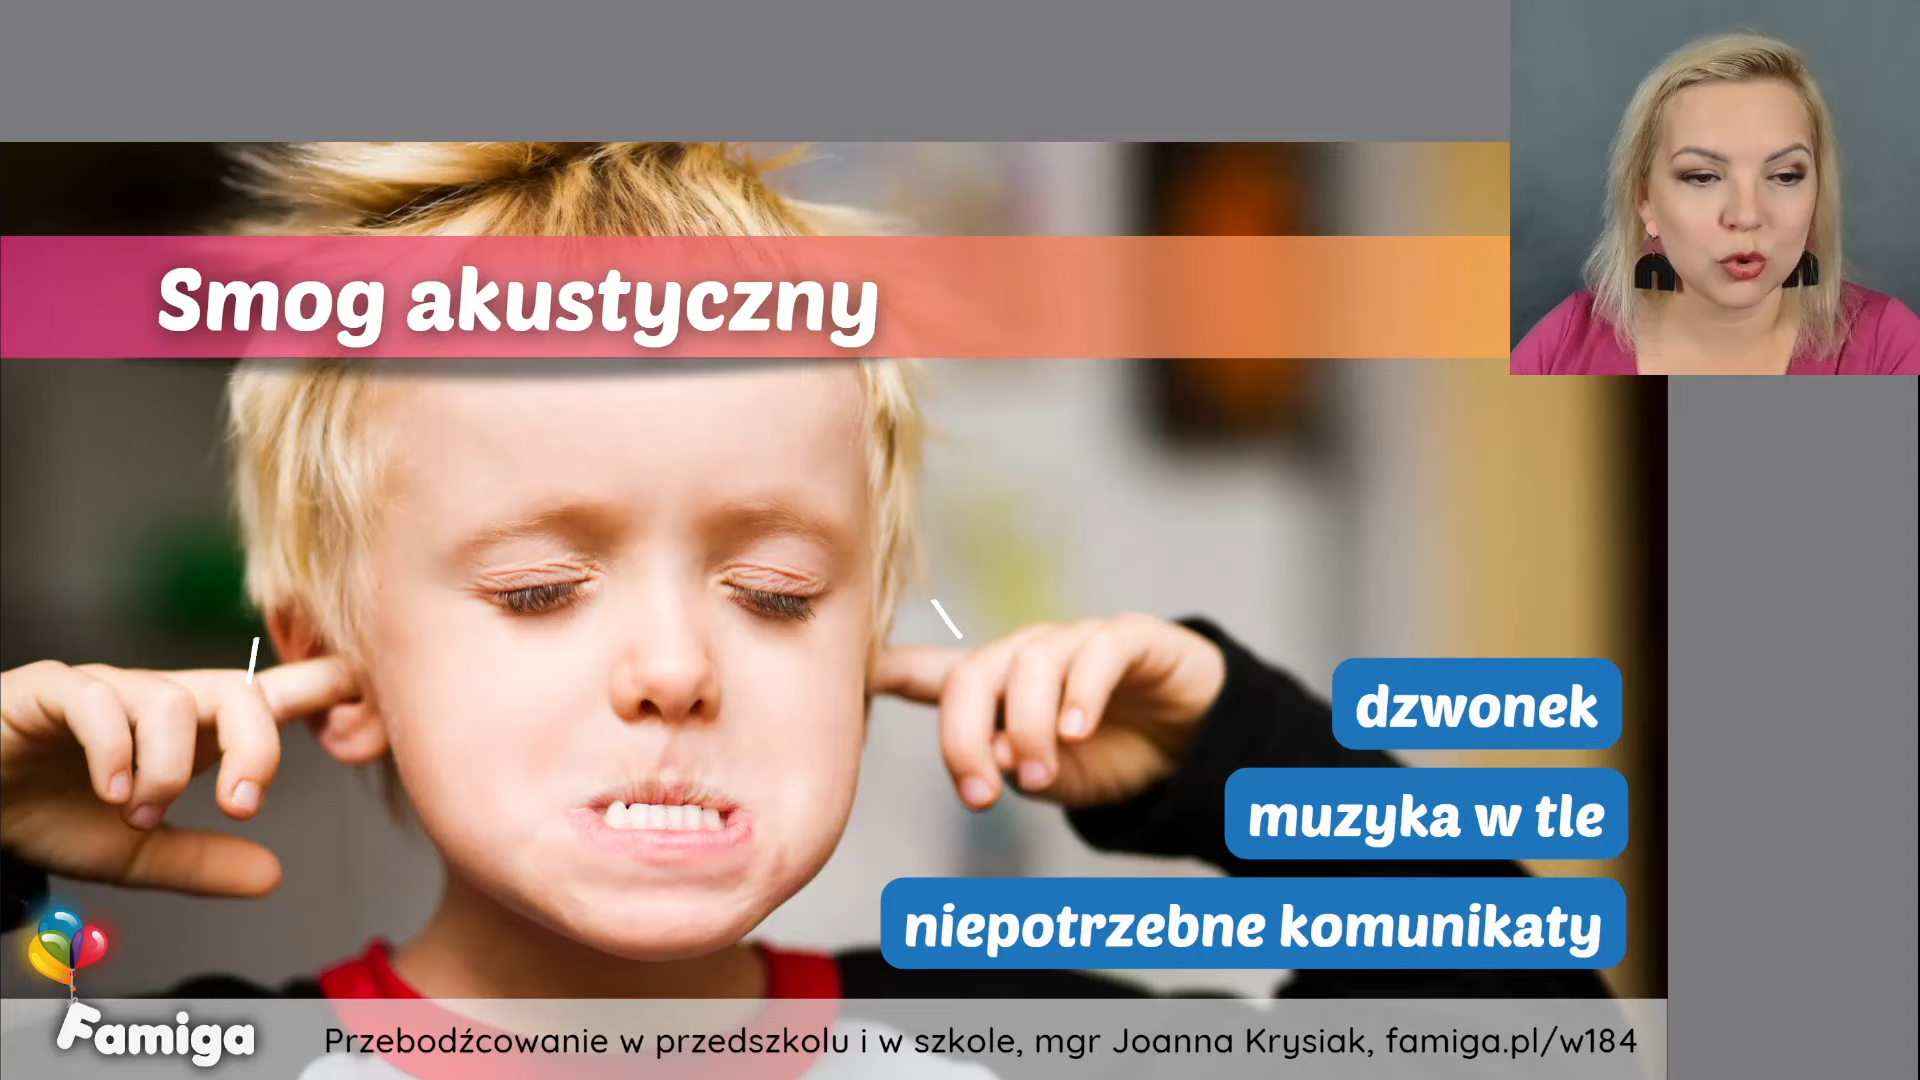 Smog akustyczny
dzwonek
muzyka w tle
niepotrzebne komunikaty
Famiga
Przebodźcowanie w przedszkolu i w szkole, mgr Joanna Krysiak, famiga.pl/w184